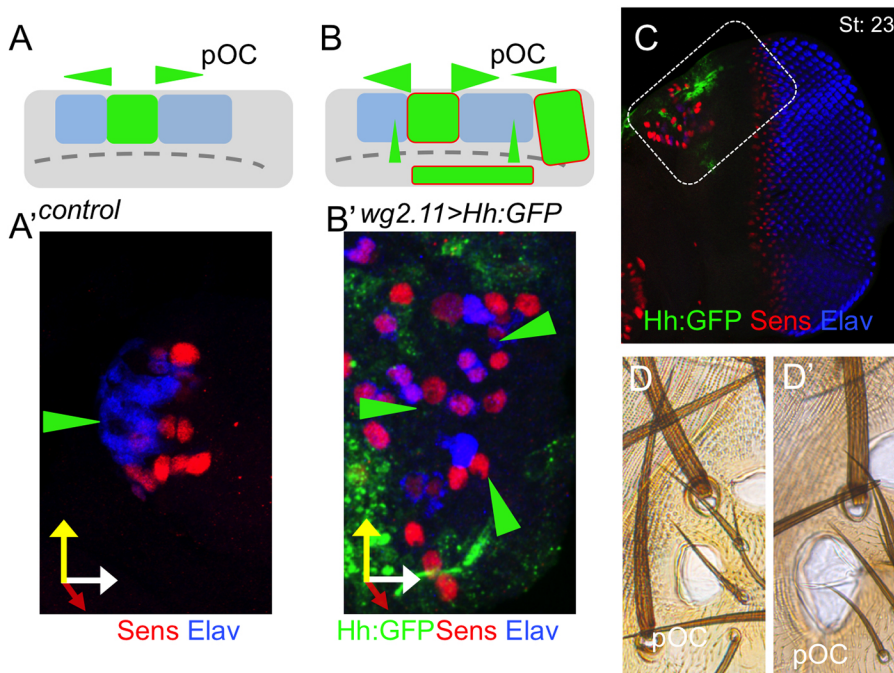 A
pOC
B
pOC
C
St: 23
A' control
B' wg2.11>Hh:GFP
Hh:GFP Sens Elav
D
D'
Sens Elav
Hh:GFP Sens Elav
pOC
pOC